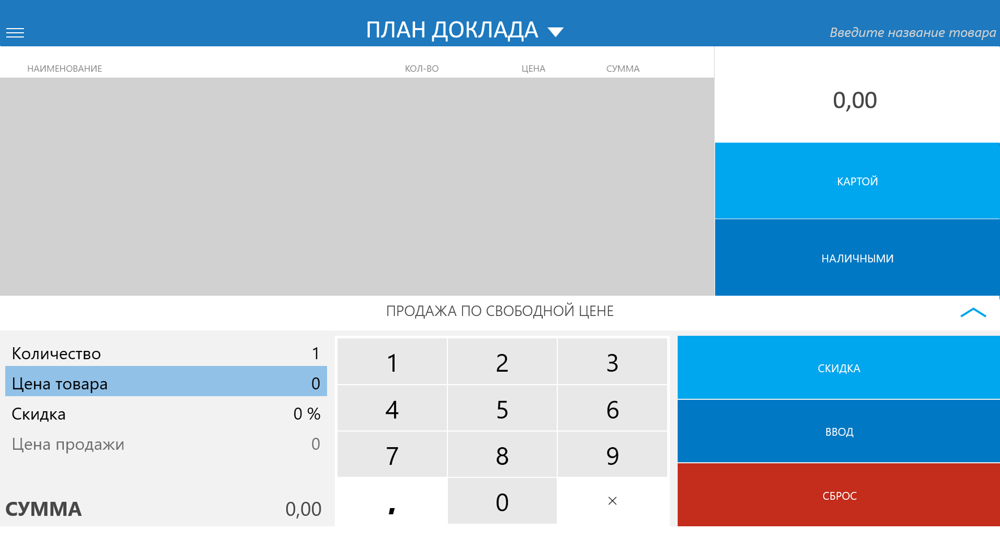 ПЛАН ДОКЛАДА
Введите название товара
НАИМЕНОВАНИЕ КОЛ-ВО ЦЕНА СУММА
0,00
КАРТОЙ
НАЛИЧНЫМИ
ПРОДАЖА ПО СВОБОДНОЙ ЦЕНЕ
Количество 1
Цена товара 0
Скидка 0 %
Цена продажи 0
СУММА 0,00
1 2 3
4 5 6
7 8 9
, 0 ×
СКИДКА
ВВОД
СБРОС